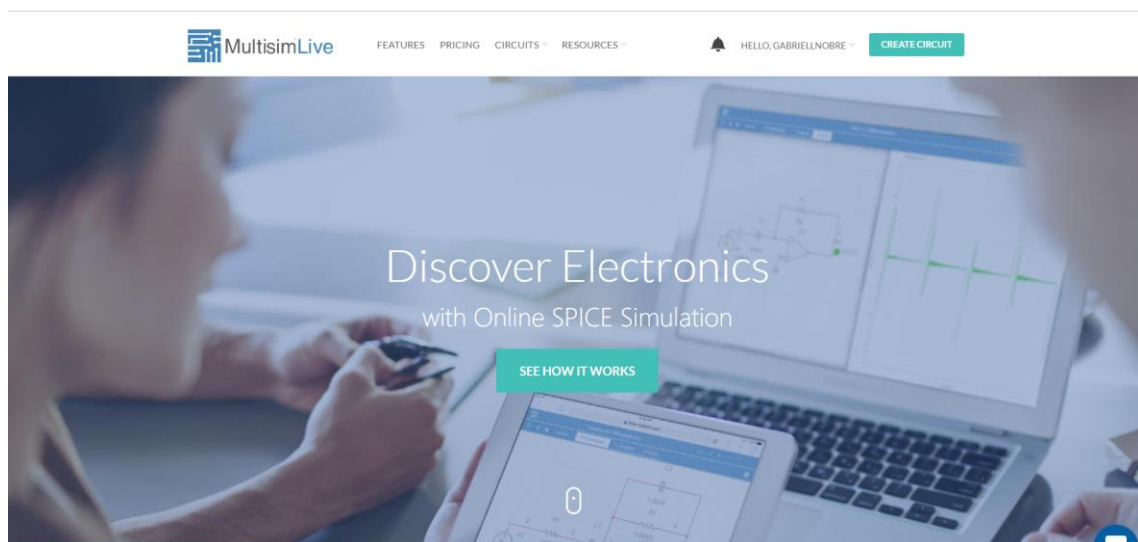 MultisimLive
FEATURES PRICING CIRCUITS RESOURCES
HELLO, GABRIELLNOBRE
CREATE CIRCUIT
Discover Electronics
with Online SPICE Simulation
SEE HOW IT WORKS